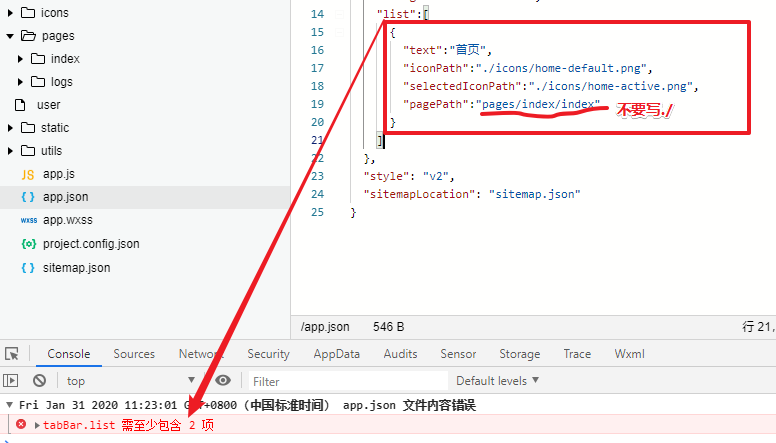 icons
pages
index
logs
user
static
utils
JS app.js
{ } app.json
wxss app.wxss
{⚙} project.config.json
{ } sitemap.json
14 "list":[
15 {
16 "text":"首页",
17 "iconPath":"./icons/home-default.png",
18 "selectedIconPath":"./icons/home-active.png",
19 "pagePath":"pages/index/index" 不要写./
20 }
21 ]
22 },
23 "style": "v2",
24 "sitemapLocation": "sitemap.json"
25 }
/app.json 546 B 行 21,
Console Sources Network Security AppData Audits Sensor Storage Trace Wxml
top Filter Default levels
Fri Jan 31 2020 11:23:01 GMT+0800 (中国标准时间) app.json 文件内容错误
tabBar.list 需至少包含 2 项